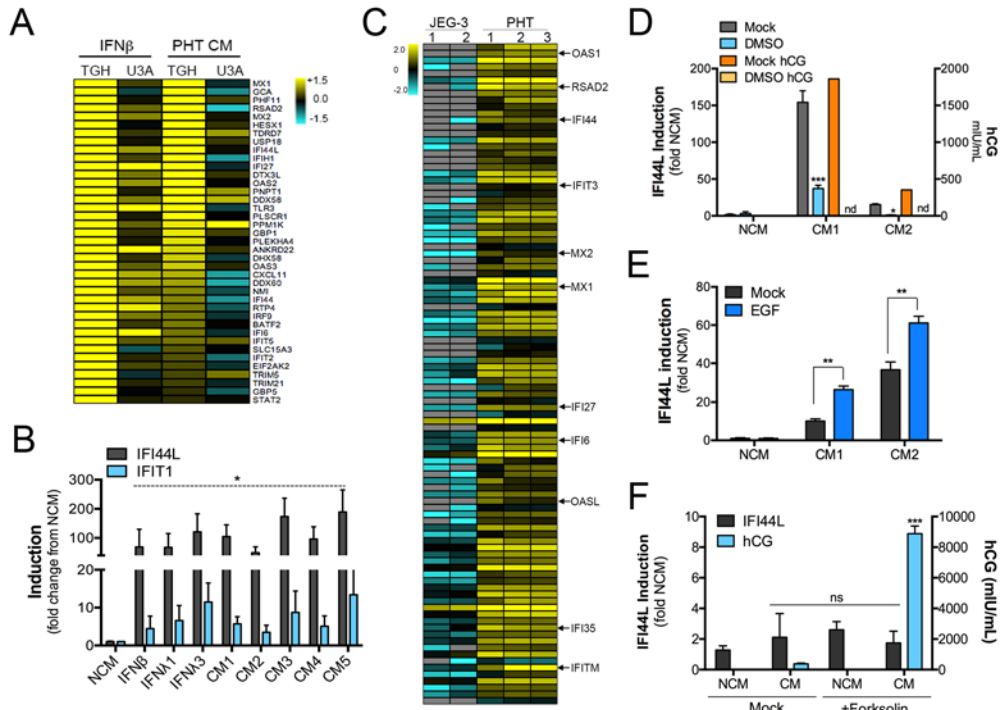 A
IFNβ PHT CM
TGH U3A TGH U3A
+1.5
0.0
-1.5
MX1
GCA
PHF11
RSAD2
MX2
HESX1
TDRD7
USP18
IFI44L
IFIH1
IFI27
DTX3L
OAS2
PNPT1
DDX58
TLR3
PLSCR1
PPM1K
GBP1
PLEKHA4
ANKRD22
DHX58
OAS3
CXCL11
DDX60
NMI
IFI44
RTP4
IRF9
BATF2
IFI6
IFIT5
SLC15A3
IFIT2
EIF2AK2
TRIM5
TRIM21
GBP5
STAT2
B
IFI44L
IFIT1
Induction
(fold change from NCM)
300
200
100
20
10
0
*
NCM IFNβ IFNλ1 IFNλ3 CM1 CM2 CM3 CM4 CM5
C
JEG-3 PHT
1 2 1 2 3
2.0
0.0
-2.0
OAS1
RSAD2
IFI44
IFIT3
MX2
MX1
IFI27
IFI6
OASL
IFI35
IFITM
D
Mock
DMSO
Mock hCG
DMSO hCG
IFI44L Induction
(fold NCM)
200
150
100
50
0
2000
1500
1000
500
0
hCG
mIU/mL
*** nd * nd
NCM CM1 CM2
E
Mock
EGF
IFI44L induction
(fold NCM)
80
60
40
20
0
** **
NCM CM1 CM2
F
IFI44L
hCG
IFI44L Induction
(fold NCM)
10
8
6
4
2
0
10000
8000
6000
4000
2000
0
hCG (mIU/mL)
ns ***
NCM CM NCM CM
Mock +Forksolin